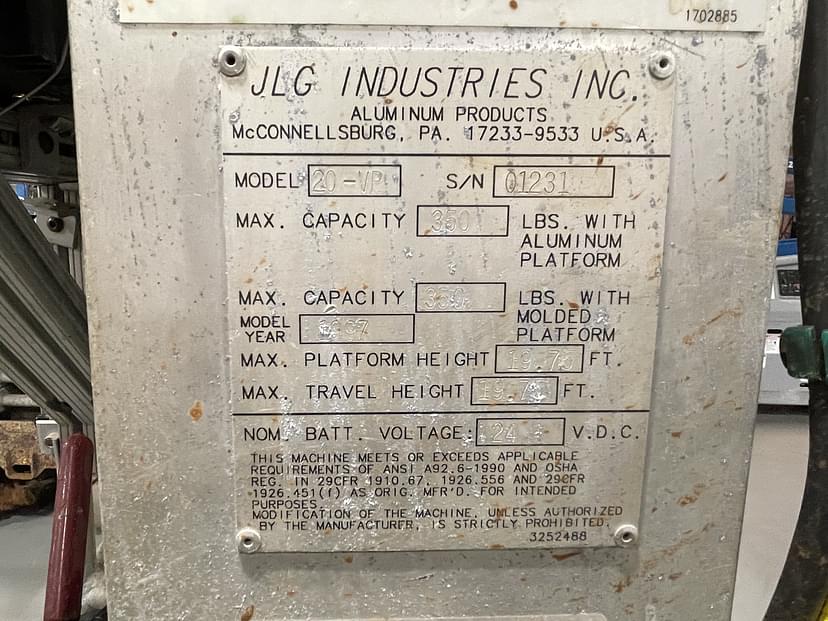 1702885
JLG INDUSTRIES INC.
ALUMINUM PRODUCTS
McCONNELLSBURG, PA. 17233-9533 U.S.A.
MODEL 20-VP S/N 01231
MAX. CAPACITY 350 LBS. WITH
ALUMINUM
PLATFORM
MAX. CAPACITY LBS. WITH
MOLDED
PLATFORM
MODEL
YEAR
MAX. PLATFORM HEIGHT FT.
MAX. TRAVEL HEIGHT FT.
NOM. BATT. VOLTAGE: 24 V.D.C.
THIS MACHINE MEETS OR EXCEEDS APPLICABLE
REQUIREMENTS OF ANSI A92.6-1990 AND OSHA
REG. IN 29CFR 1910.67, 1926.556 AND 29CFR
1926.451(f) AS ORIG. MFR'D. FOR INTENDED
PURPOSES.
MODIFICATION OF THE MACHINE, UNLESS AUTHORIZED
BY THE MANUFACTURER, IS STRICTLY PROHIBITED.
3252488